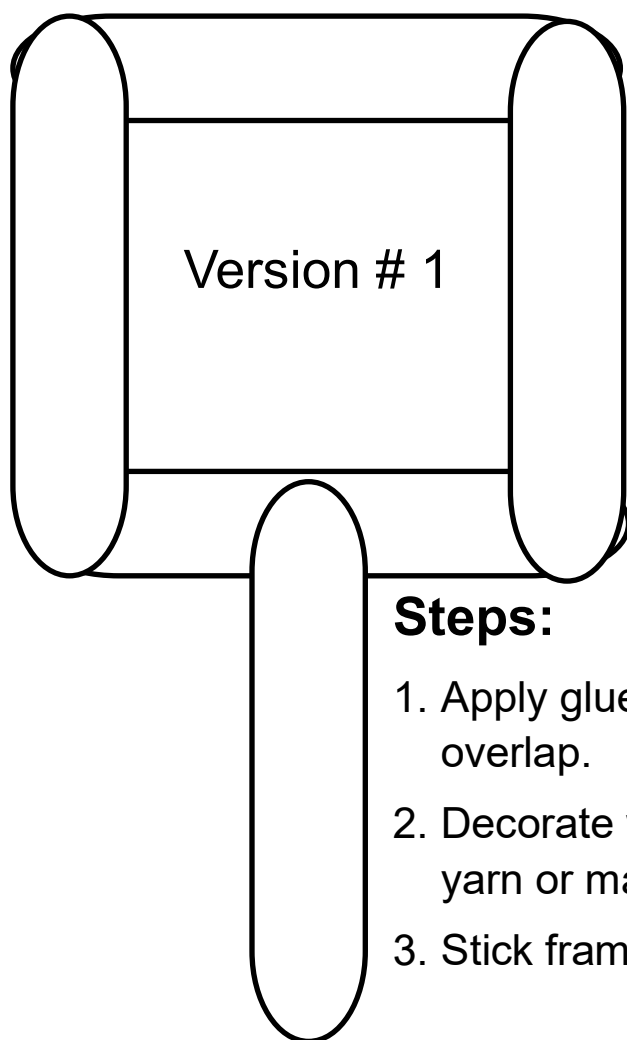 Version # 1
Steps:
1. Apply glue
overlap.
2. Decorate
yarn or
3. Stick